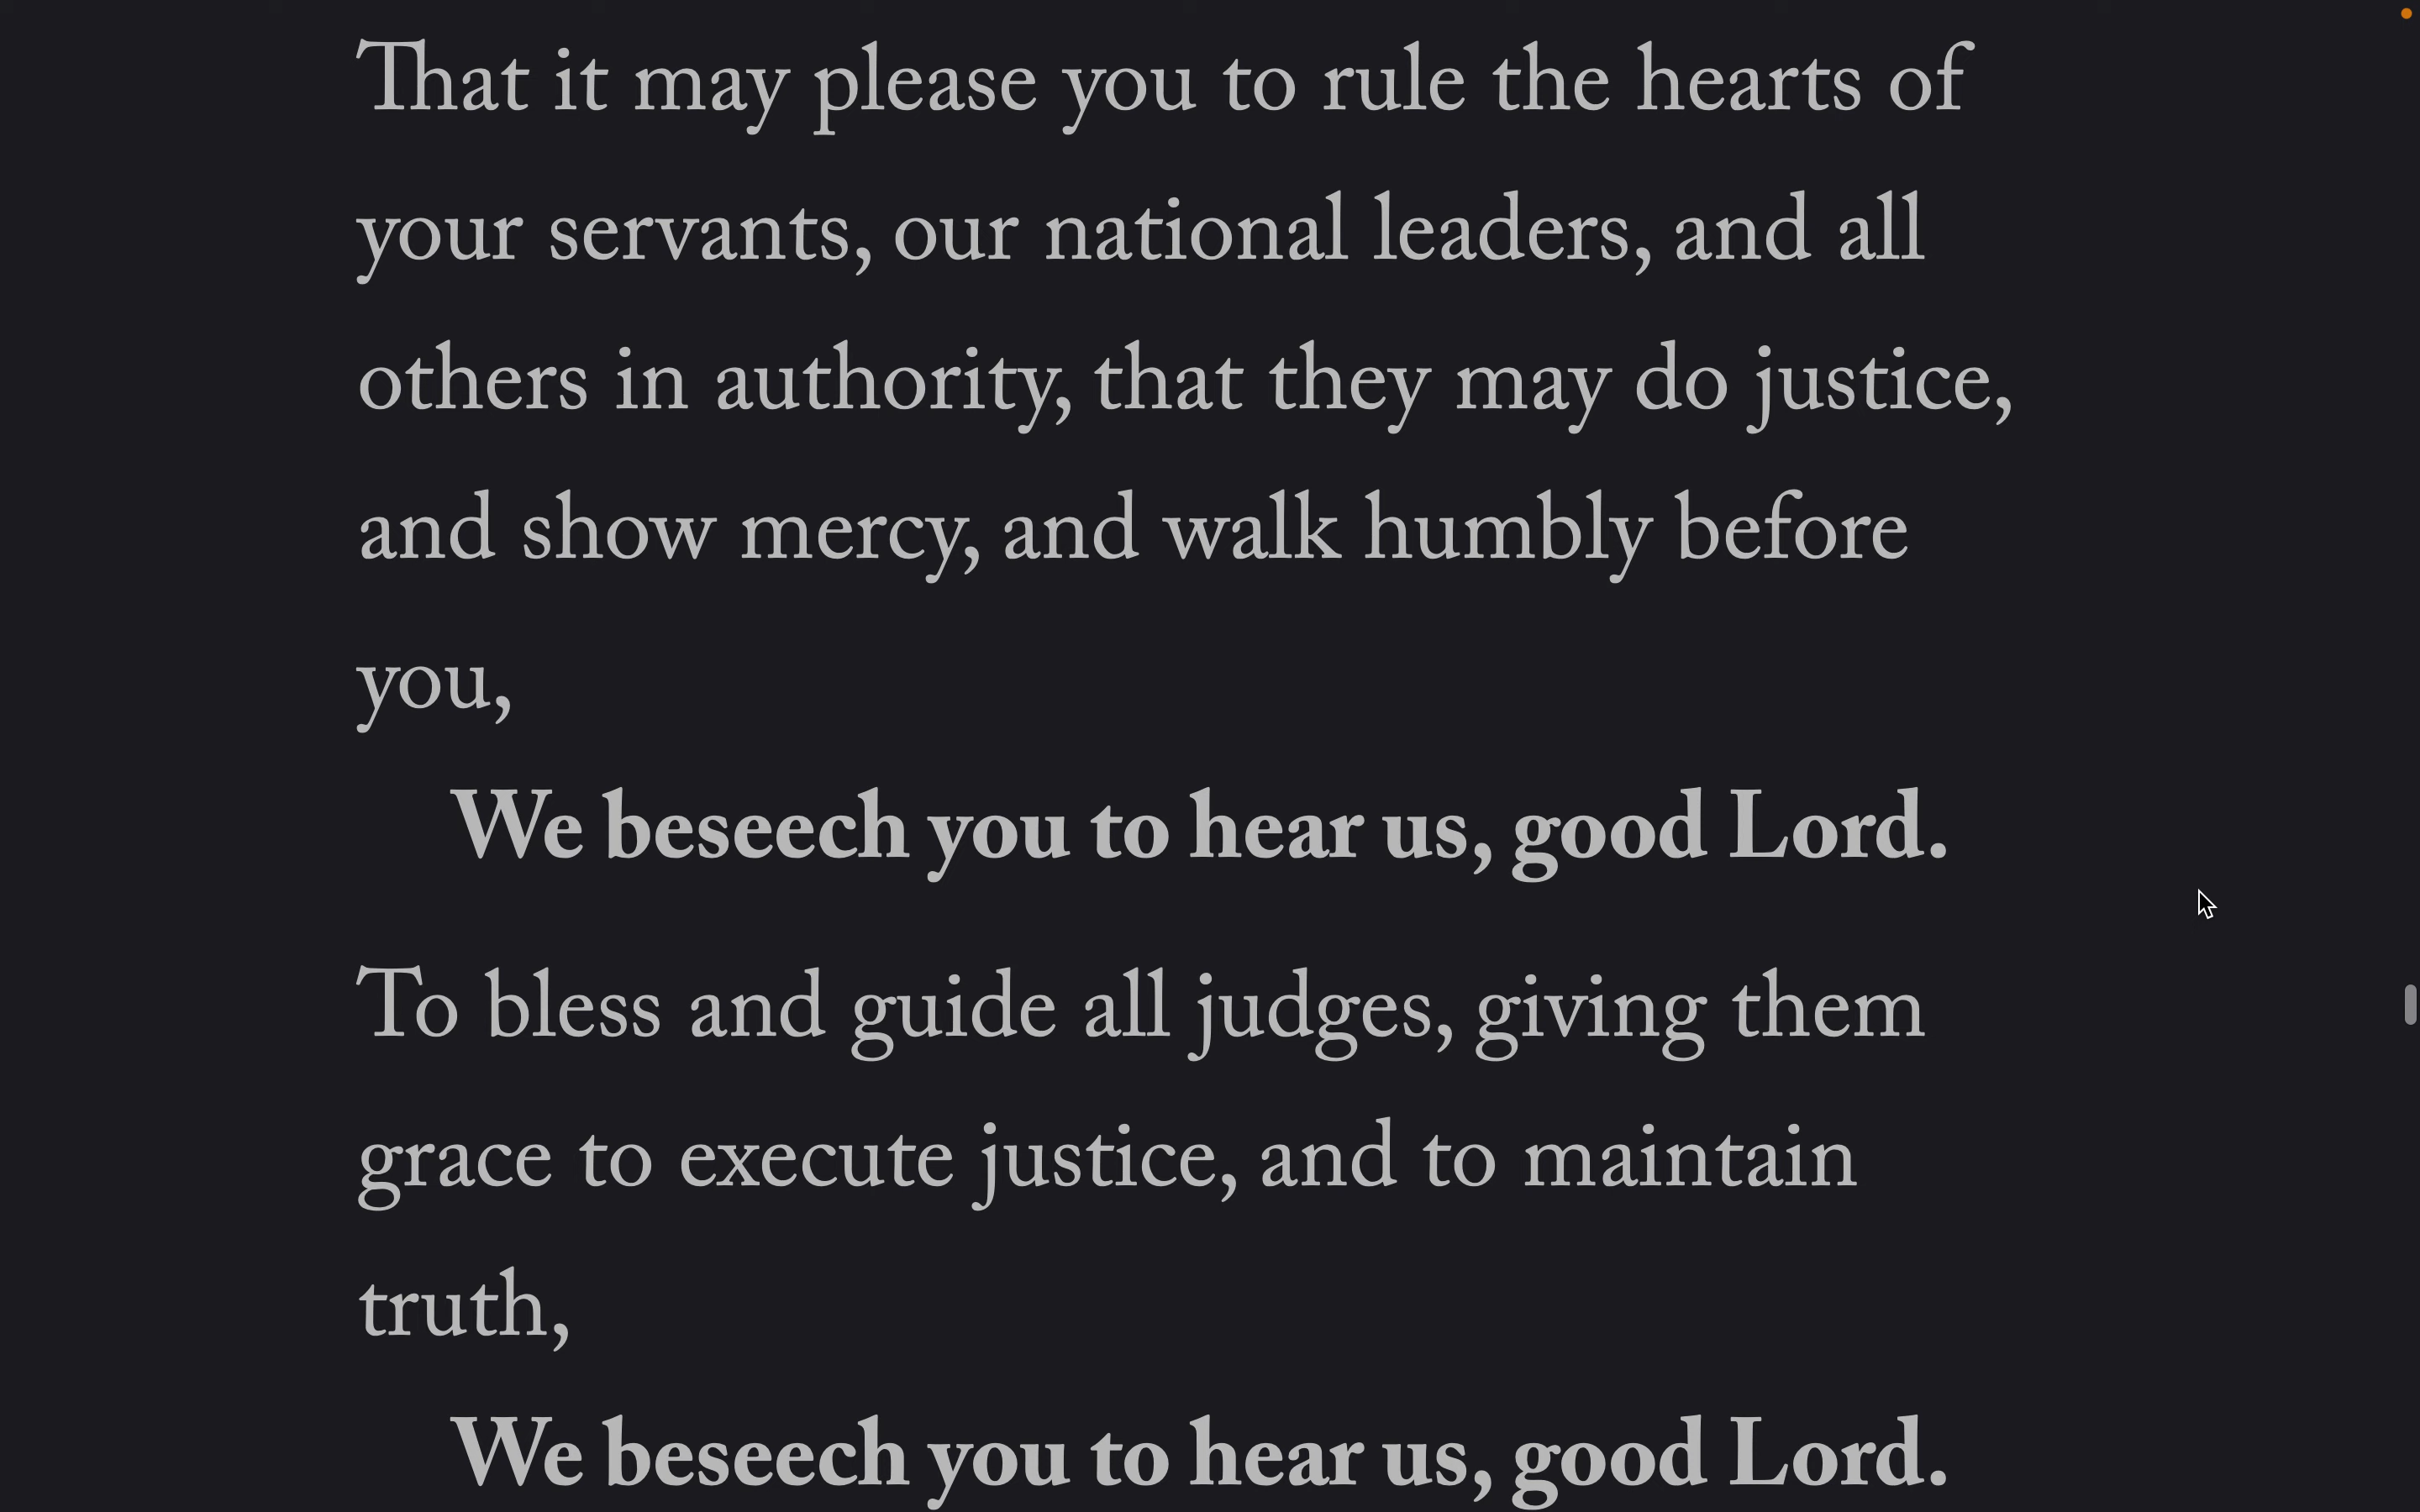 That it may please you to rule the hearts of
your servants, our national leaders, and all
others in authority, that they may do justice,
and show mercy, and walk humbly before
you,
We beseech you to hear us, good Lord.
To bless and guide all judges, giving them
grace to execute justice, and to maintain
truth,
We beseech you to hear us, good Lord.